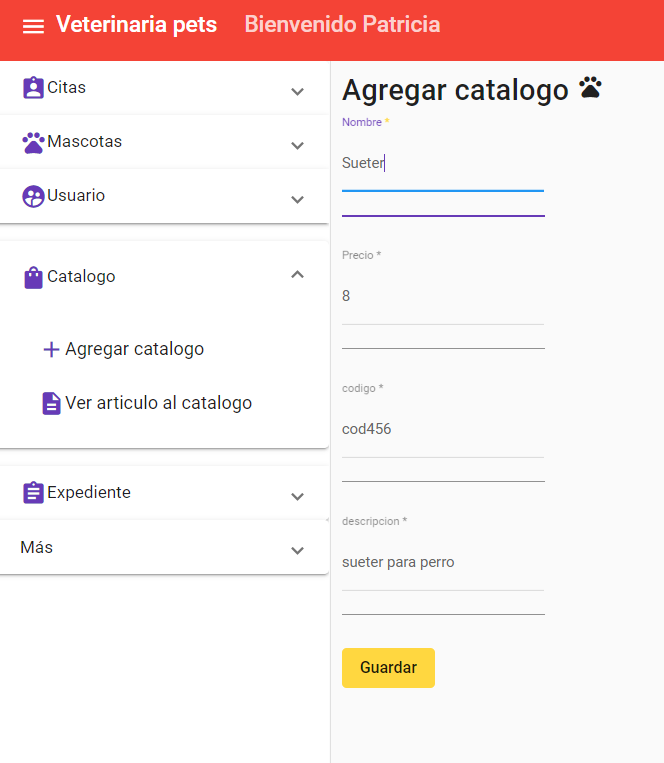 Veterinaria pets Bienvenido Patricia
Citas
Mascotas
Usuario
Catalogo
Agregar catalogo
Ver articulo al catalogo
Expediente
Más
Agregar catalogo
Nombre *
Sueter
Precio *
8
codigo *
cod456
descripcion *
sueter para perro
Guardar